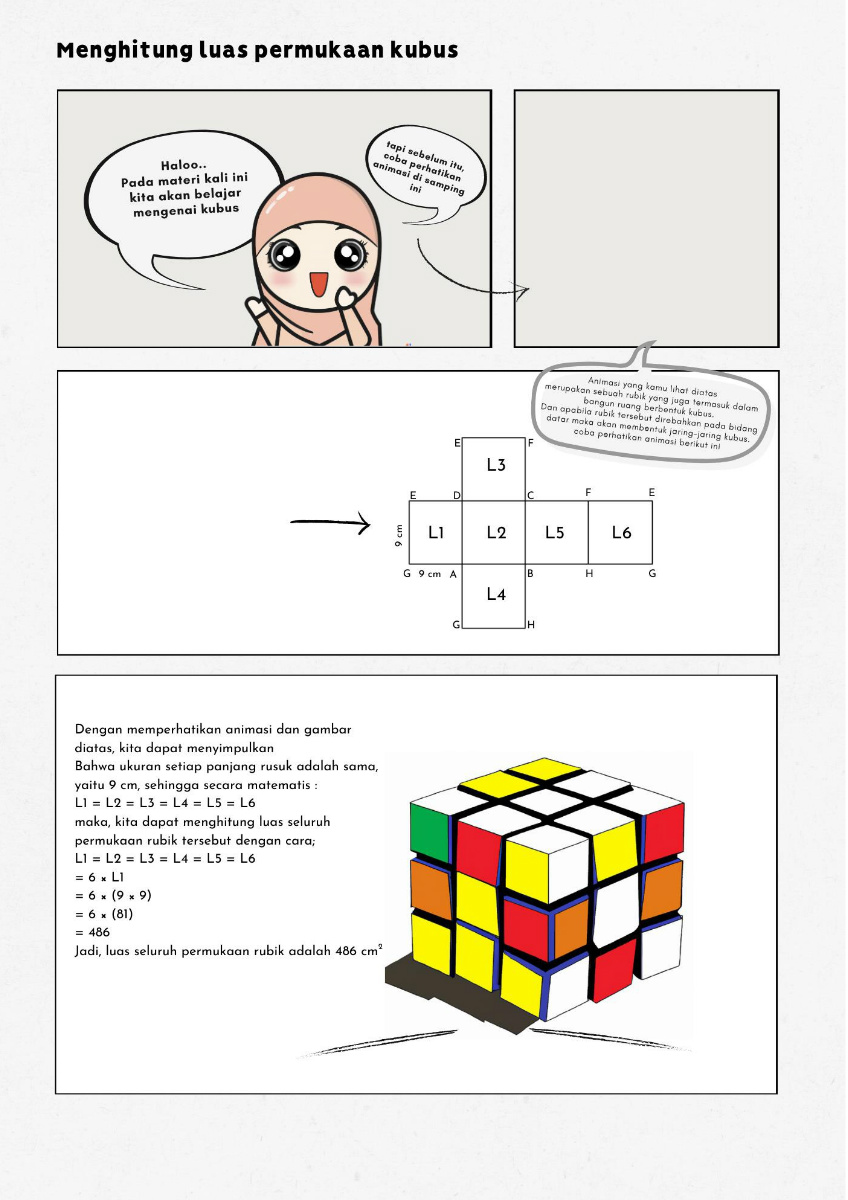 Menghitung luas permukaan kubus
Haloo..
Pada materi kali ini
kita akan belajar
mengenai kubus
tapi sebelum itu,
coba perhatikan
animasi di samping
ini
Animasi yang kamu lihat diatas
merupakan sebuah rubik yang juga termasuk dalam
bangun ruang berbentuk kubus.
Dan apabila rubik tersebut direbahkan pada bidang
datar maka akan membentuk jaring-jaring kubus.
coba perhatikan animasi berikut ini
E F
L3
E D C F E
9 cm L1 L2 L5 L6
G 9 cm A B H G
L4
G H
Dengan memperhatikan animasi dan gambar
diatas, kita dapat menyimpulkan
Bahwa ukuran setiap panjang rusuk adalah sama,
yaitu 9 cm, sehingga secara matematis :
L1 = L2 = L3 = L4 = L5 = L6
maka, kita dapat menghitung luas seluruh
permukaan rubik tersebut dengan cara;
L1 = L2 = L3 = L4 = L5 = L6
= 6 × L1
= 6 × (9 × 9)
= 6 × (81)
= 486
Jadi, luas seluruh permukaan rubik adalah 486 cm²